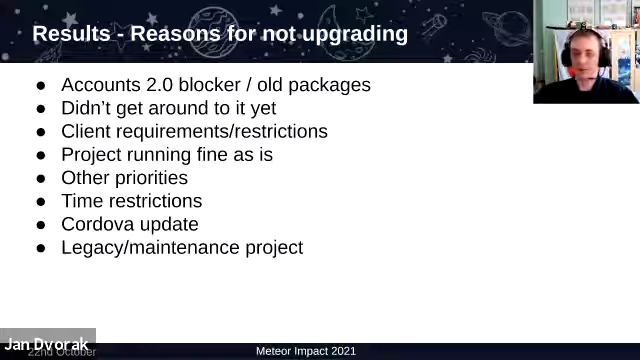 Results - Reasons for not upgrading
● Accounts 2.0 blocker / old packages
● Didn't get around to it yet
● Client requirements/restrictions
● Project running fine as is
● Other priorities
● Time restrictions
● Cordova update
● Legacy/maintenance project
Jan Dvorak
22nd October
Meteor Impact 2021